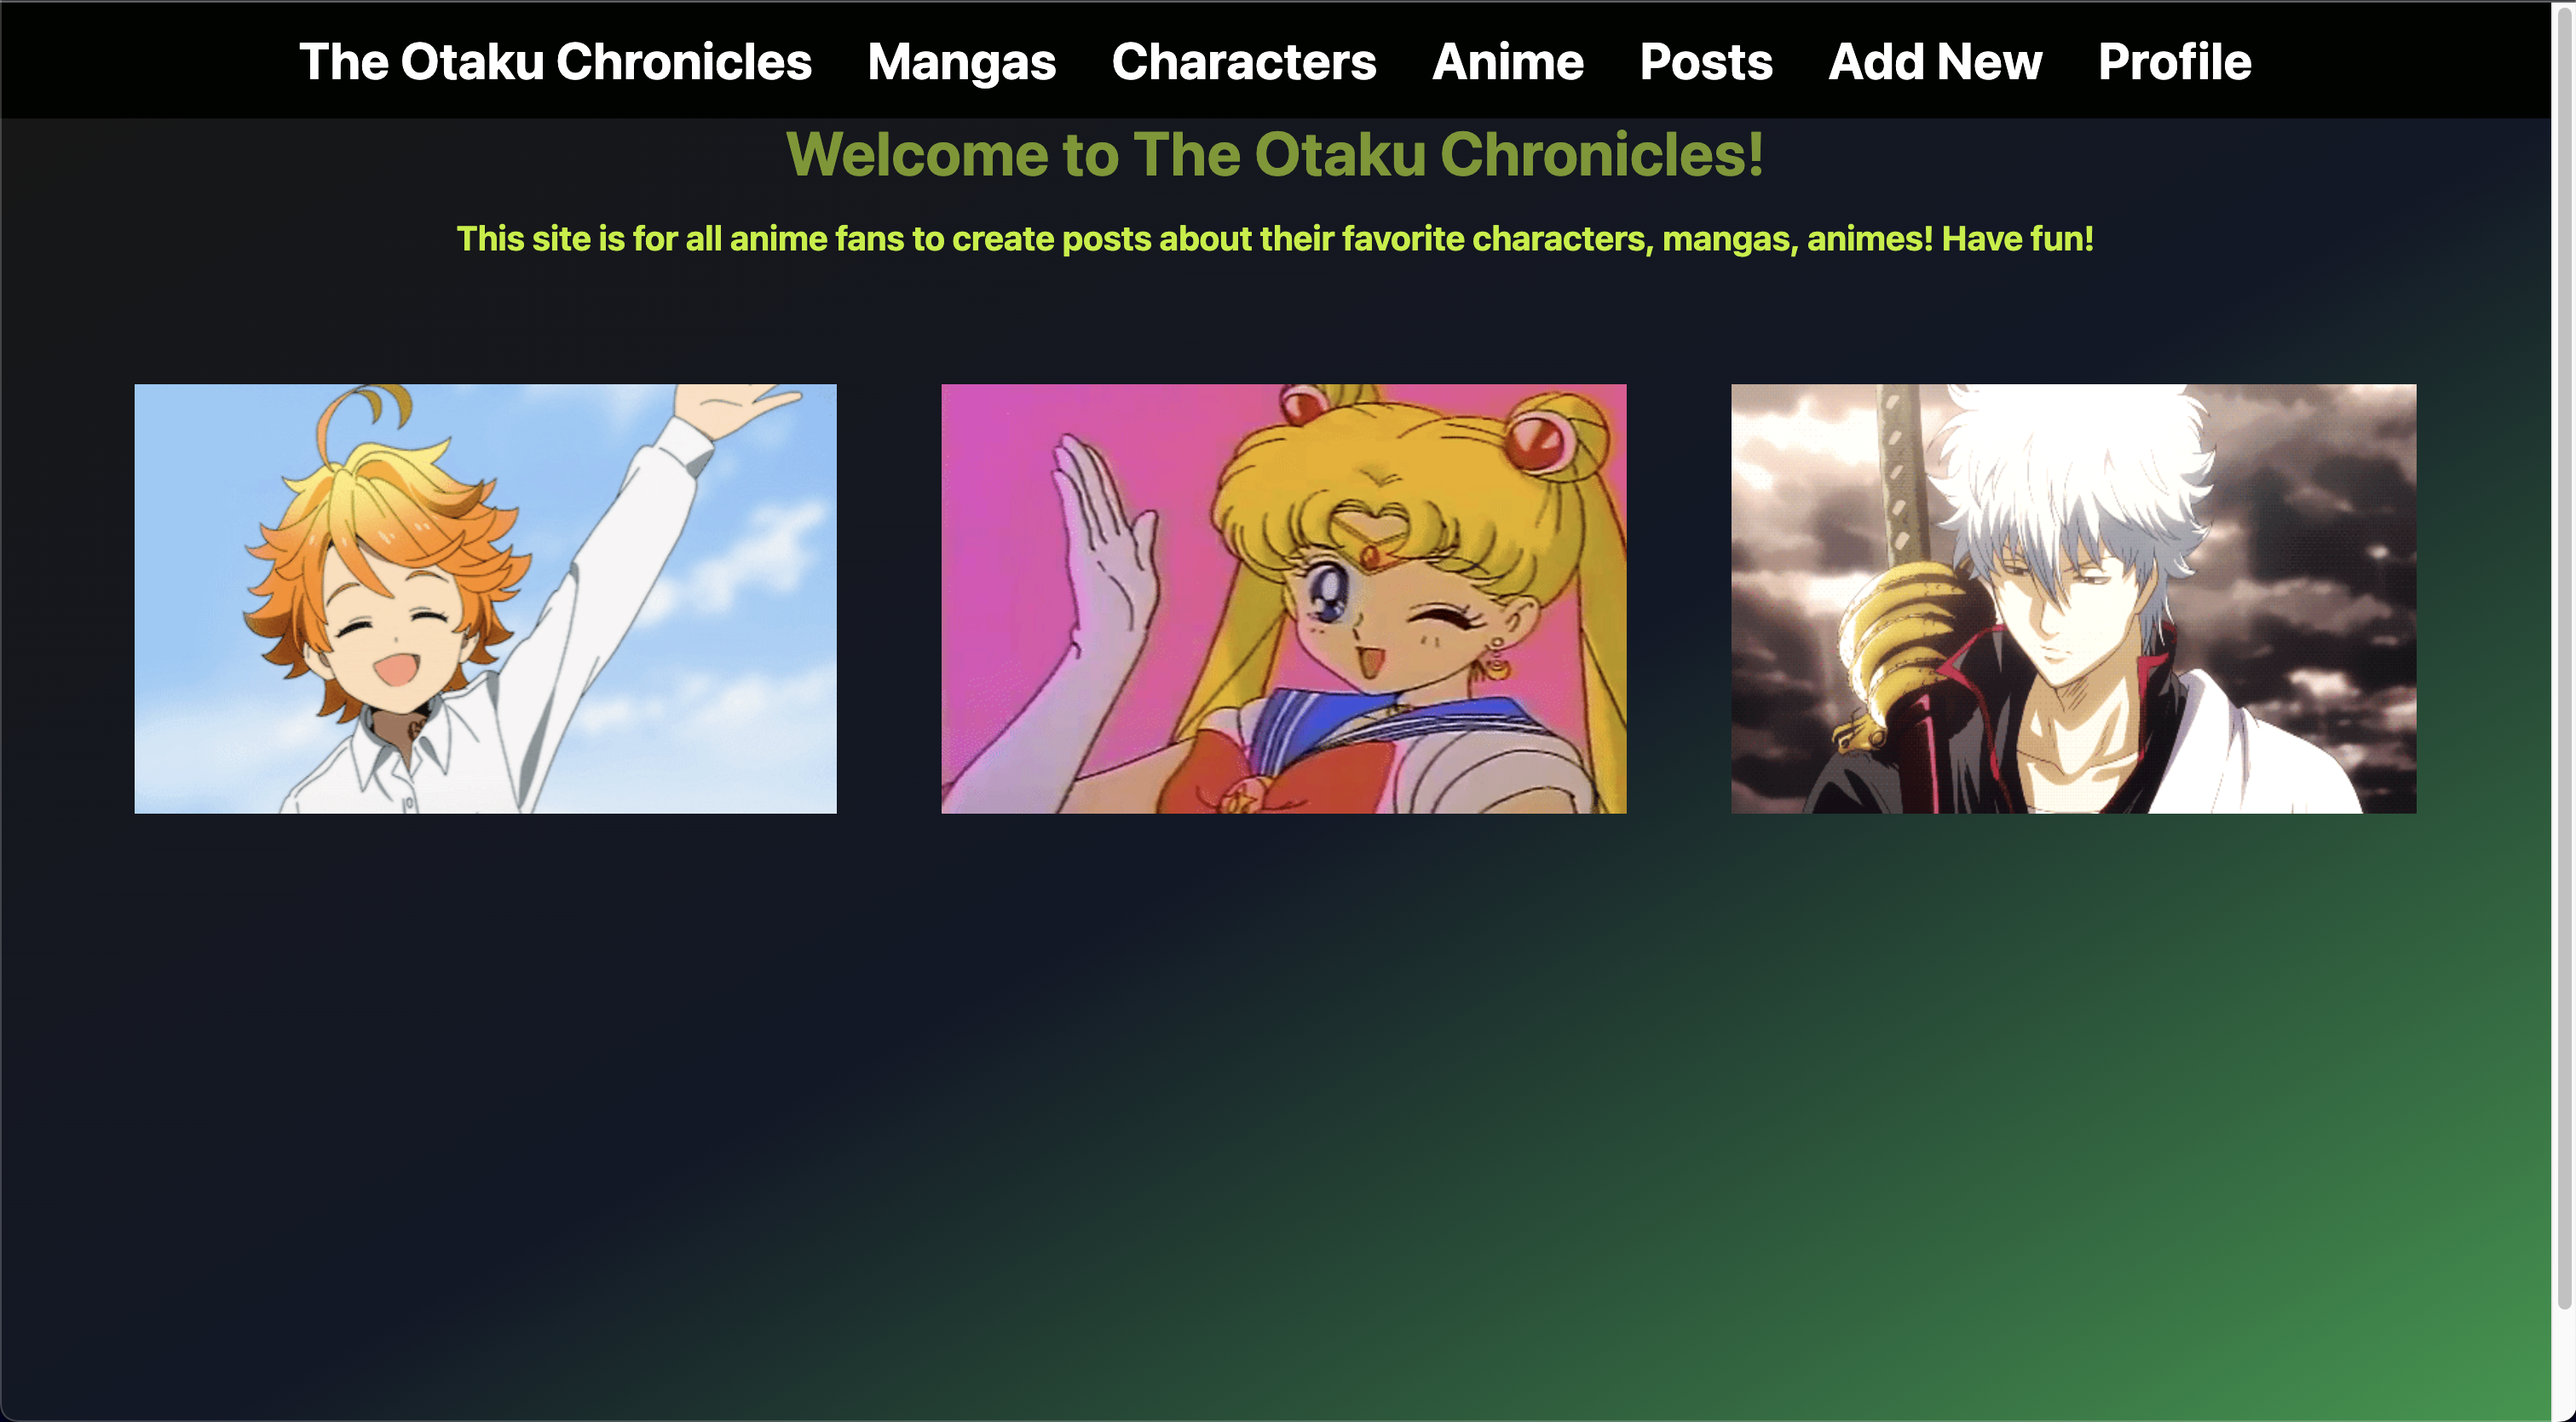 The Otaku Chronicles Mangas Characters Anime Posts Add New Profile
Welcome to The Otaku Chronicles!
This site is for all anime fans to create posts about their favorite characters, mangas, animes! Have fun!